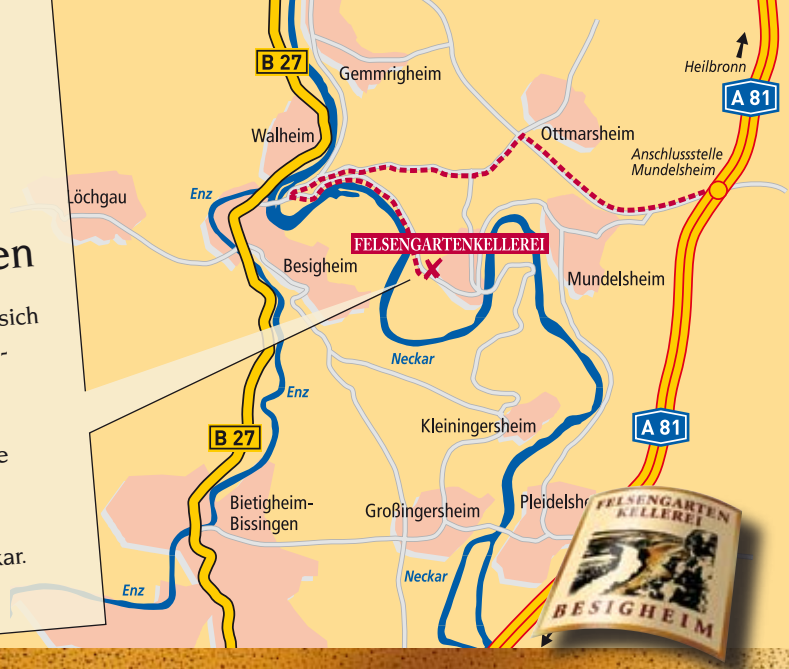 B 27
Gemmrigheim
Heilbronn
A 81
Walheim
Ottmarsheim
Anschlussstelle
Mundelsheim
Löchgau
Enz
en
FELSENGARTENKELLEREI
Besigheim
Mundelsheim
sich
-
Neckar
Enz
Kleiningersheim
A 81
B 27
e
Bietigheim-
Bissingen
Großingersheim
Pleidelshe
FELSENGARTEN
KELLEREI
kar.
Enz
Neckar
BESIGHEIM